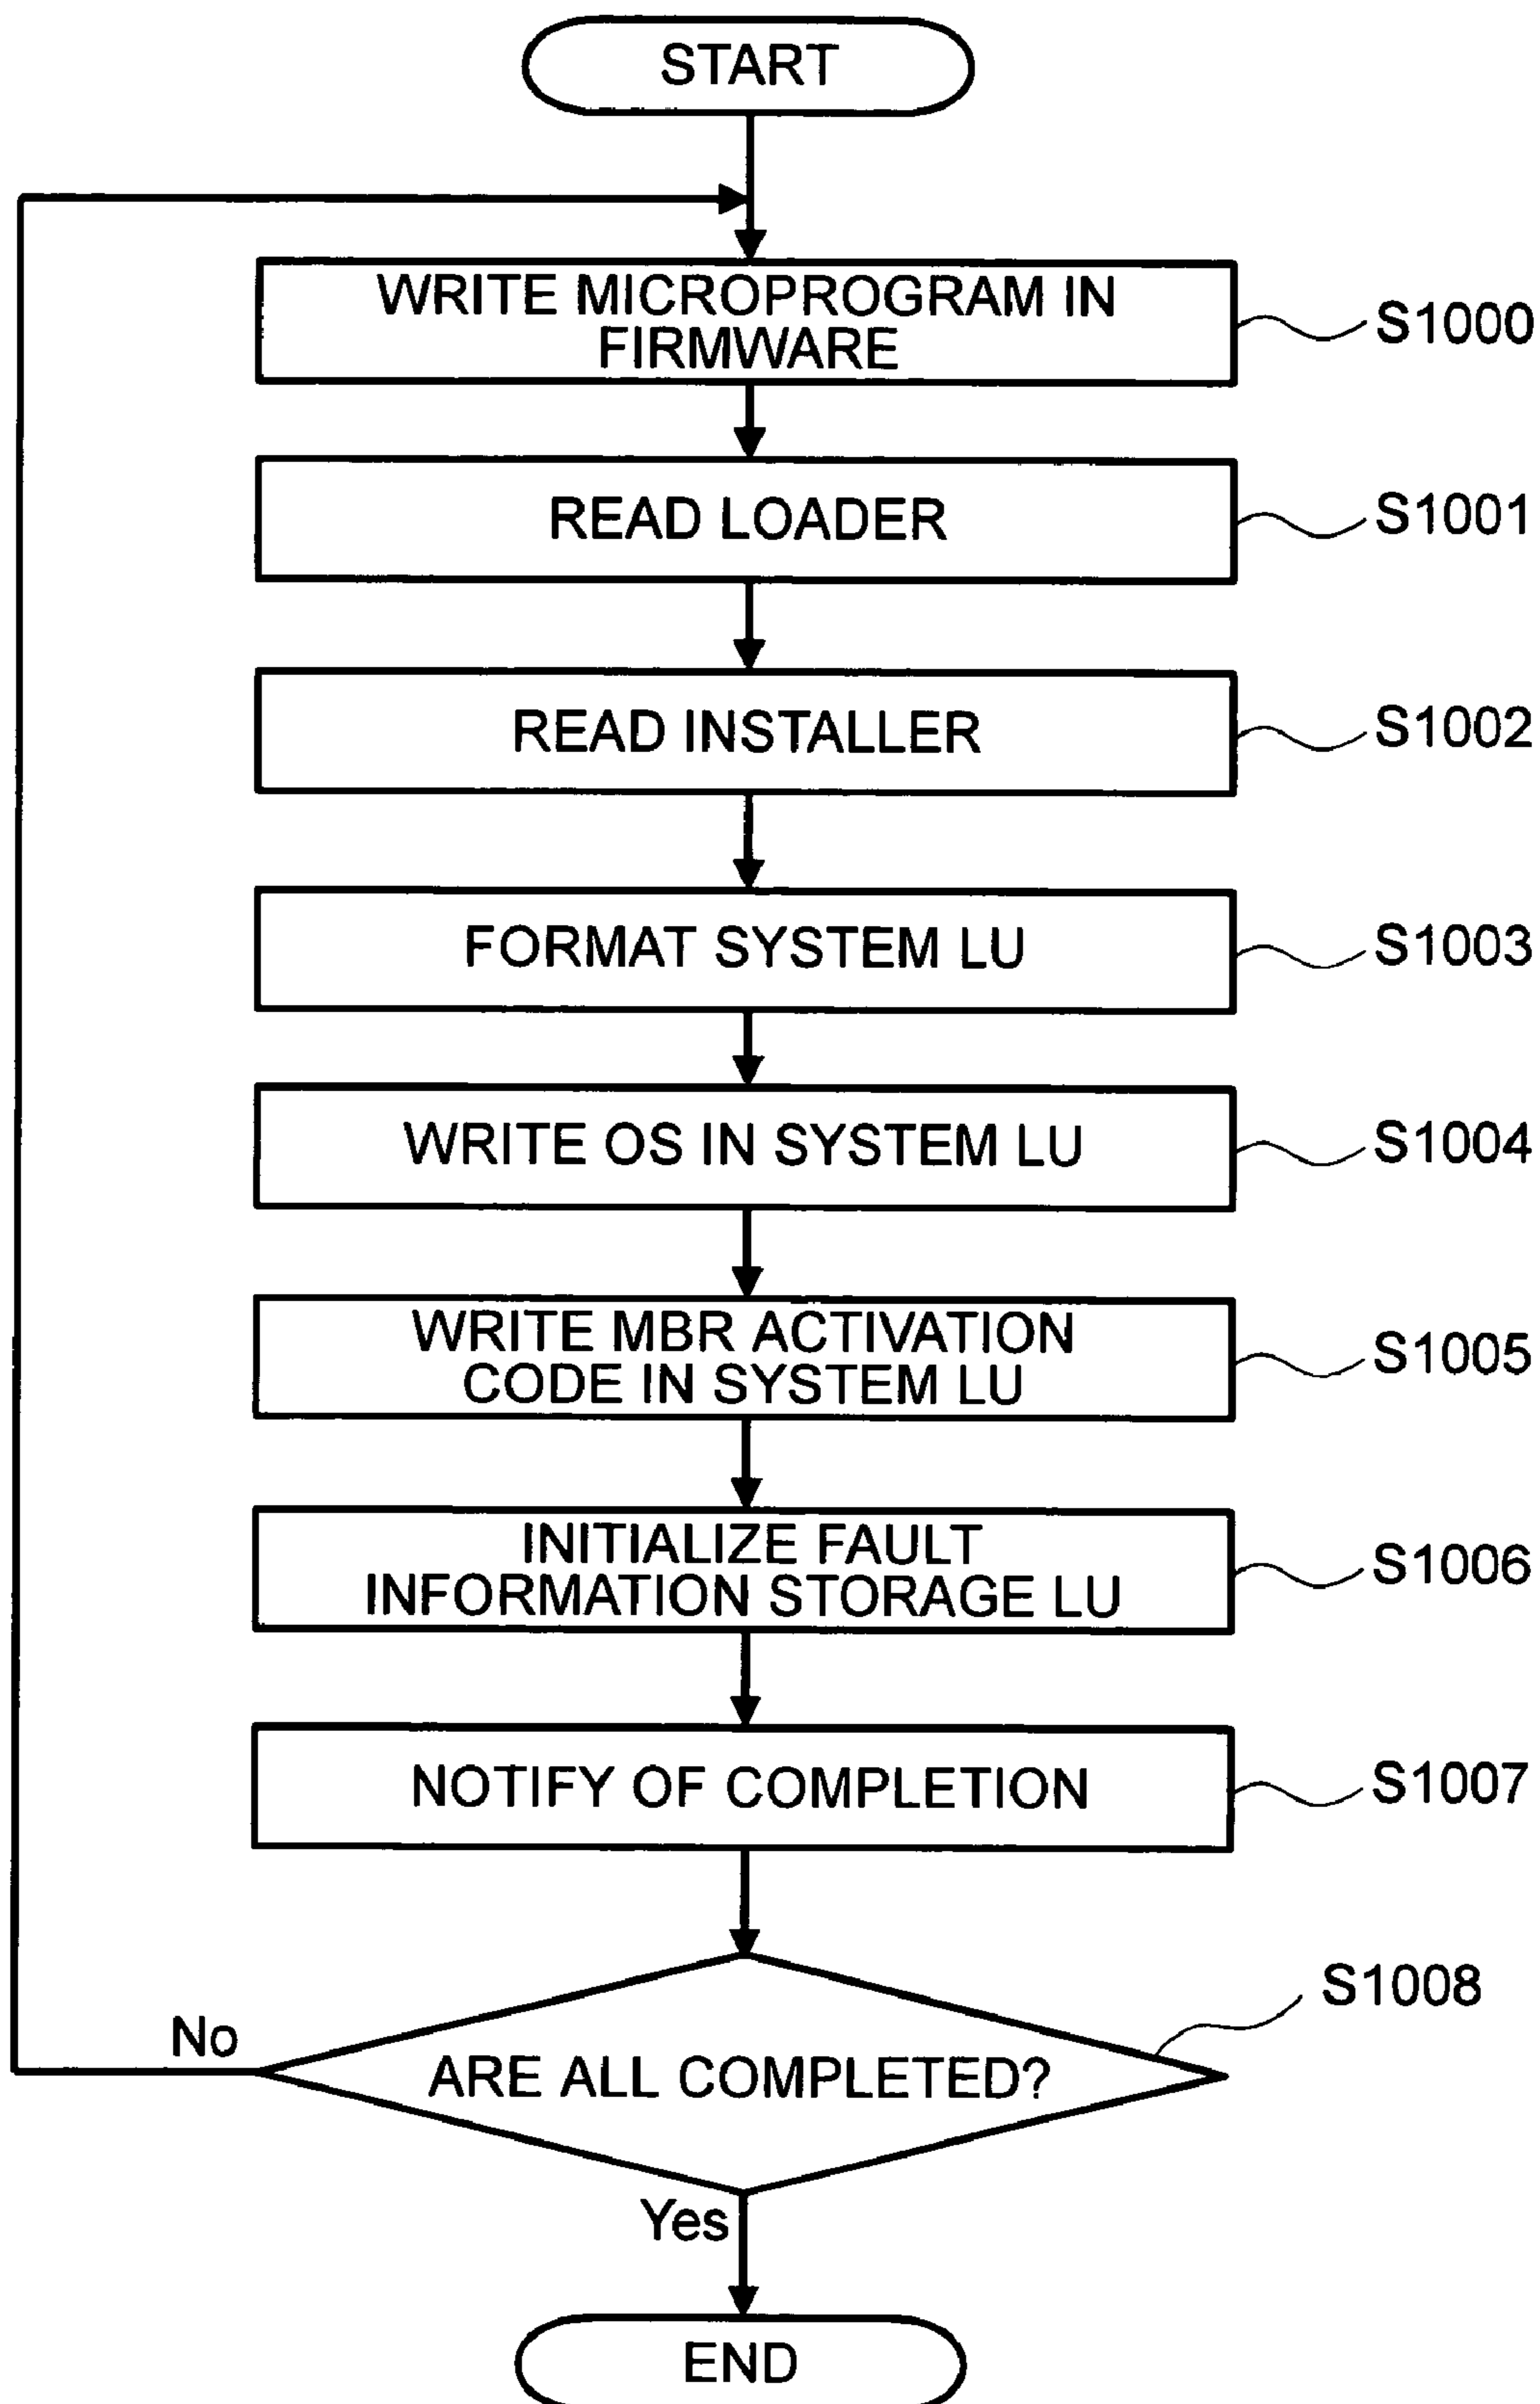 START
WRITE MICROPROGRAM IN
FIRMWARE
S1000
READ LOADER
S1001
READ INSTALLER
S1002
FORMAT SYSTEM LU
S1003
WRITE OS IN SYSTEM LU
S1004
WRITE MBR ACTIVATION
CODE IN SYSTEM LU
S1005
INITIALIZE FAULT
INFORMATION STORAGE LU
S1006
NOTIFY OF COMPLETION
S1007
S1008
No
ARE ALL COMPLETED?
Yes
END